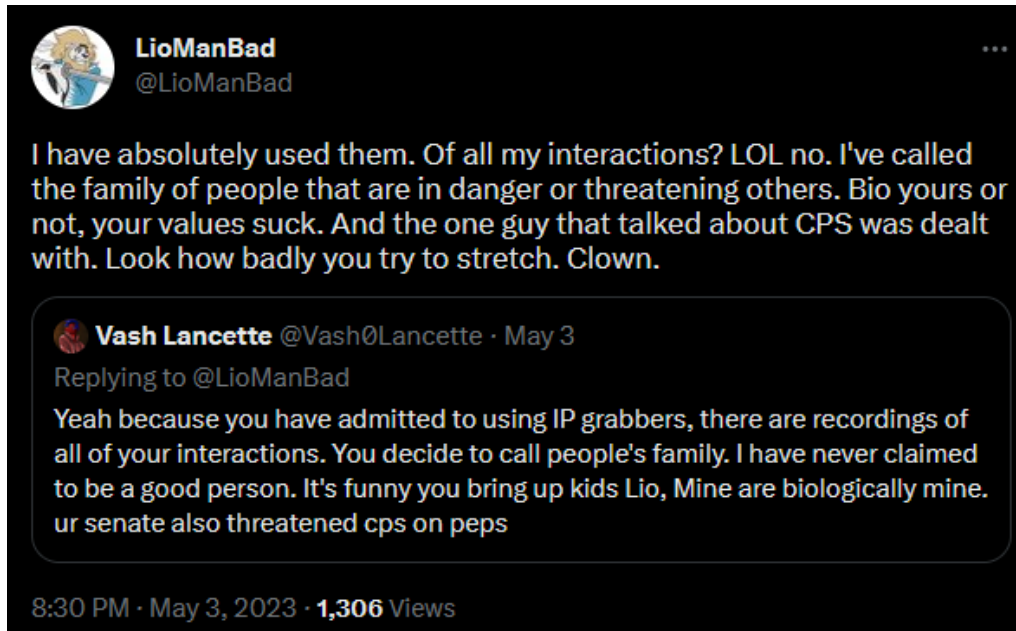 LioManBad
@LioManBad
I have absolutely used them. Of all my interactions? LOL no. I've called
the family of people that are in danger or threatening others. Bio yours or
not, your values suck. And the one guy that talked about CPS was dealt
with. Look how badly you try to stretch. Clown.
Vash Lancette @Vash0Lancette · May 3
Replying to @LioManBad
Yeah because you have admitted to using IP grabbers, there are recordings of
all of your interactions. You decide to call people's family. I have never claimed
to be a good person. It's funny you bring up kids Lio, Mine are biologically mine.
ur senate also threatened cps on peps
8:30 PM · May 3, 2023 · 1,306 Views